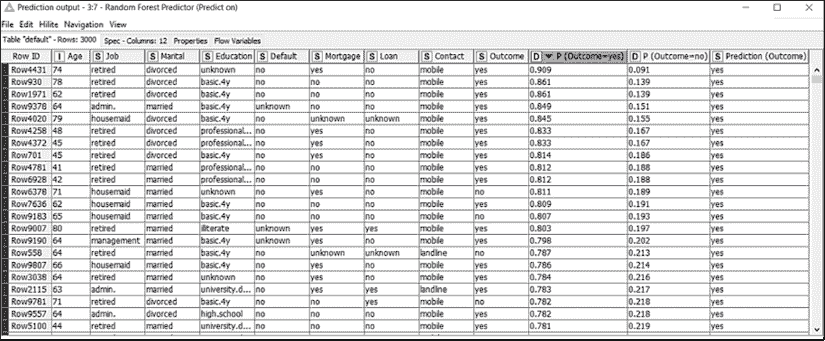 Prediction output - 3:7 - Random Forest Predictor (Predict on)
File Edit Hilite Navigation View
Table "default" - Rows: 3000 Spec - Columns: 12 Properties Flow Variables
Row ID I Age S Job S Marital S Education S Default S Mortgage S Loan S Contact S Outcome D P (Outcome=yes) D P (Outcome=no) S Prediction (Outcome)
Row4431 74 retired divorced unknown no yes no mobile yes 0.909 0.091 yes
Row930 78 retired divorced basic.4y no no no mobile yes 0.861 0.139 yes
Row1971 62 retired divorced basic.4y no no no mobile yes 0.861 0.139 yes
Row9378 64 admin. married basic.4y unknown no no mobile yes 0.849 0.151 yes
Row4020 79 housemaid divorced basic.4y no unknown unknown mobile yes 0.845 0.155 yes
Row4258 48 retired divorced professional... no yes no mobile yes 0.833 0.167 yes
Row4372 45 retired divorced professional... no yes no mobile yes 0.833 0.167 yes
Row701 45 retired divorced basic.4y no yes no mobile yes 0.814 0.186 yes
Row4781 41 retired married professional... no no no mobile yes 0.812 0.188 yes
Row6928 42 retired married professional... no no no mobile yes 0.812 0.188 yes
Row6378 71 housemaid married unknown no yes no mobile no 0.811 0.189 yes
Row7636 62 housemaid divorced basic.4y no no no mobile yes 0.809 0.191 yes
Row9183 65 housemaid married basic.4y no no no mobile no 0.807 0.193 yes
Row9007 80 retired married illiterate unknown yes yes mobile yes 0.803 0.197 yes
Row9190 64 management married basic.4y unknown yes no mobile yes 0.798 0.202 yes
Row558 64 retired married basic.4y no unknown unknown landline no 0.787 0.213 yes
Row9807 66 housemaid married basic.4y no yes no mobile yes 0.786 0.214 yes
Row3038 64 retired married unknown no yes no mobile yes 0.784 0.216 yes
Row2115 63 admin. married university.d... no yes yes landline yes 0.783 0.217 yes
Row9781 71 retired married basic.4y no no yes mobile no 0.782 0.218 yes
Row9557 64 admin. divorced high.school no no no mobile yes 0.782 0.218 yes
Row5100 44 retired married university.d... no no no mobile yes 0.781 0.219 yes